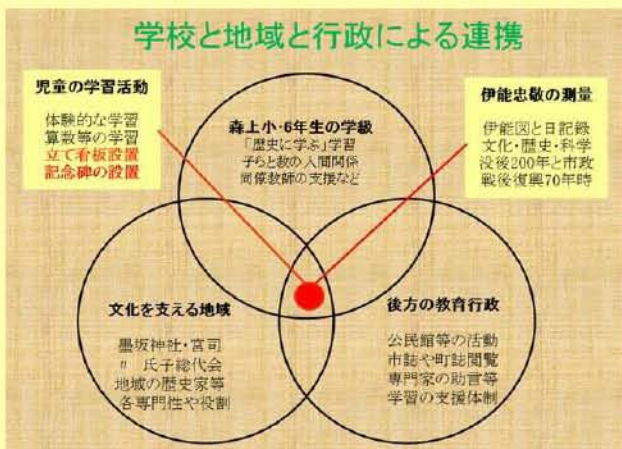 学校と地域と行政による連携
児童の学習活動
体験的な学習
算数等の学習
立て看板設置
記念碑の設置
森上小・6年生の学級
「歴史に学ぶ」学習
子らと教の人間関係
同僚教師の支援など
伊能忠敬の測量
伊能図と日記録
文化・歴史・科学
没後200年と市政
戦後復興70年時
文化を支える地域
墨坂神社・宮司
〃 氏子総代会
地域の歴史家等
各専門性や役割
後方の教育行政
公民館等の活動
市誌や町誌閲覧
専門家の助言等
学習の支援体制